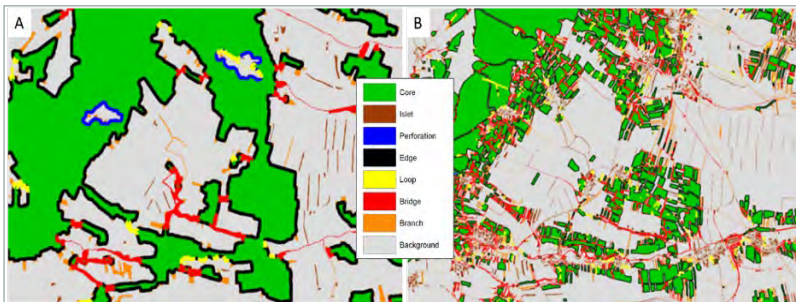 A
B
Core
Islet
Perforation
Edge
Loop
Bridge
Branch
Background